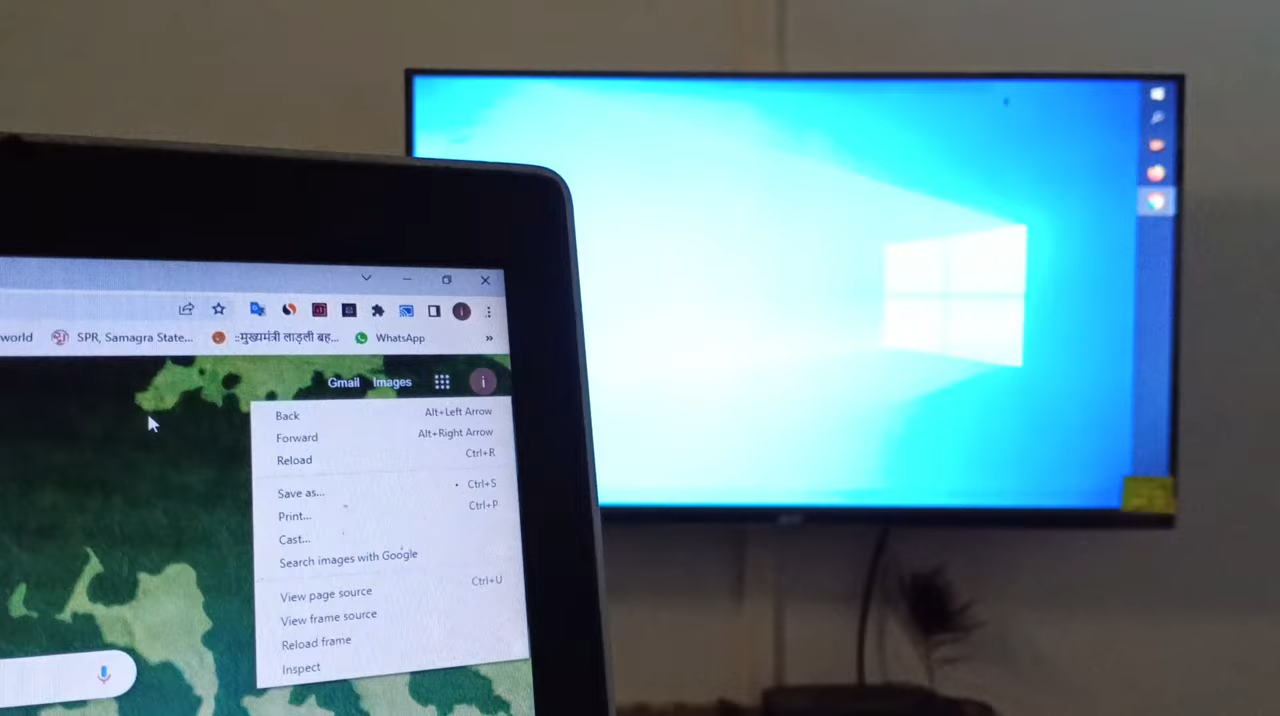 world SPR, Samagra State... ::मुख्यमंत्री लाड़ली बह... WhatsApp »
Gmail Images i
Back Alt+Left Arrow
Forward Alt+Right Arrow
Reload Ctrl+R
Save as... Ctrl+S
Print... Ctrl+P
Cast...
Search images with Google
View page source Ctrl+U
View frame source
Reload frame
Inspect